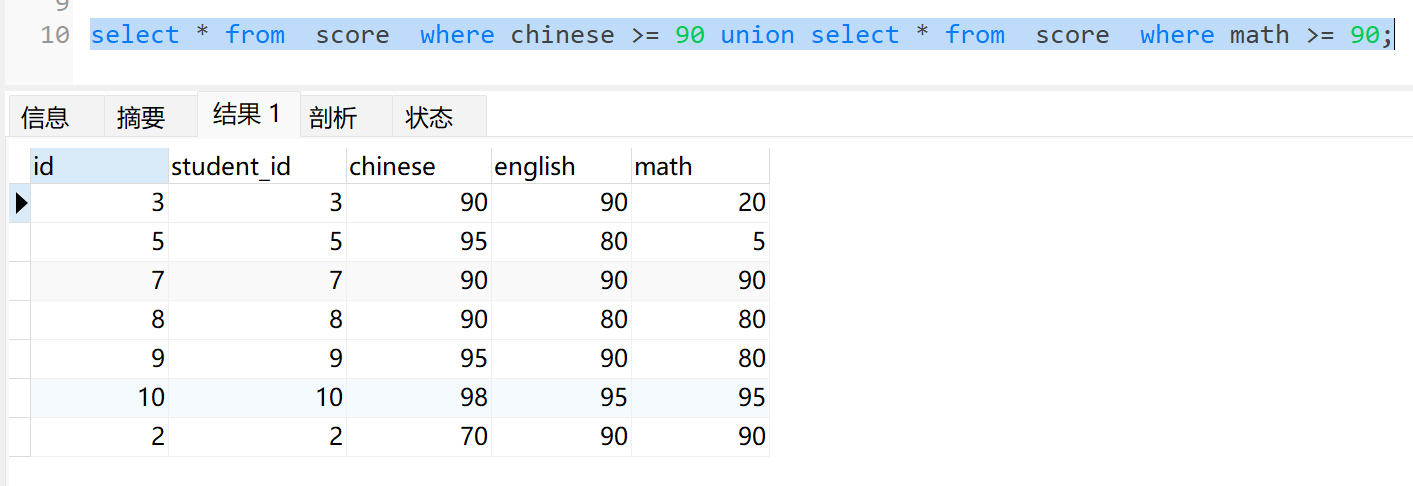 9
10 select * from  score  where chinese >= 90 union select * from  score  where math >= 90;
信息 摘要 结果 1 剖析 状态
id student_id chinese english math
3 3 90 90 20
5 5 95 80 5
7 7 90 90 90
8 8 90 80 80
9 9 95 90 80
10 10 98 95 95
2 2 70 90 90